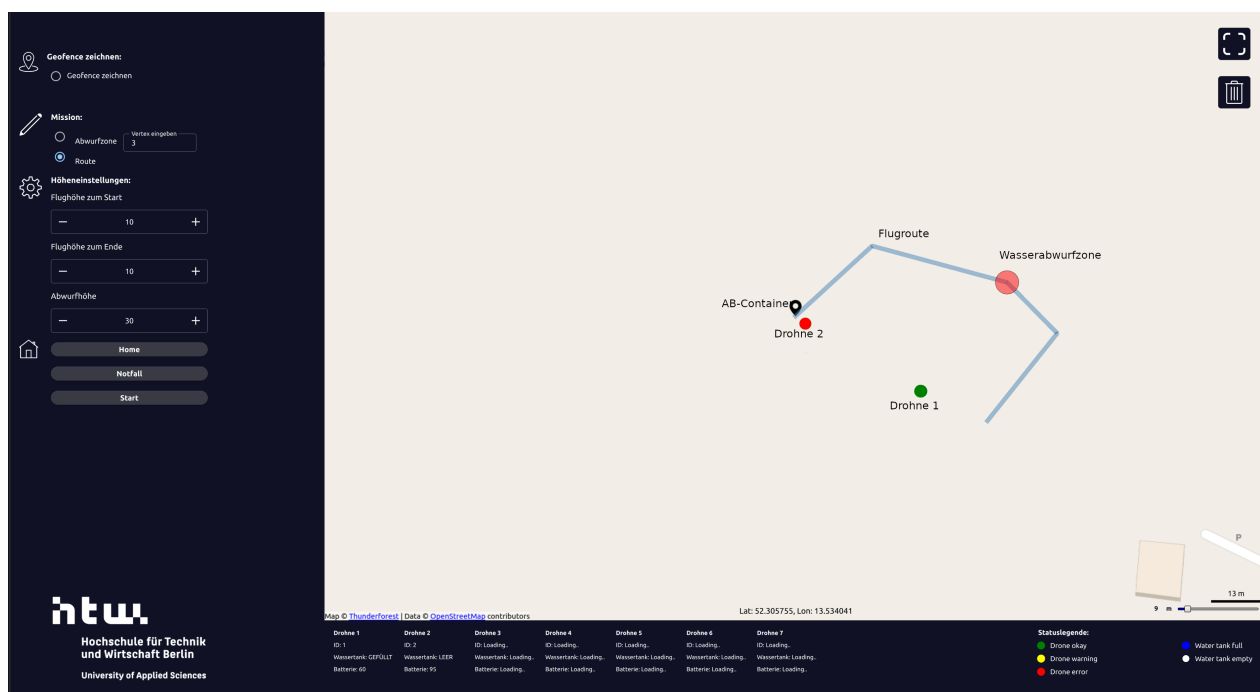 Geofence zeichnen:
Geofence zeichnen
Mission:
Abwurfzone
Vertex eingeben
3
Route
Höheneinstellungen:
Flughöhe zum Start
− 10 +
Flughöhe zum Ende
− 10 +
Abwurfhöhe
− 30 +
Home
Notfall
Start
htw.
Hochschule für Technik
und Wirtschaft Berlin
University of Applied Sciences
Flugroute
Wasserabwurfzone
AB-Container
Drohne 2
Drohne 1
P
13 m
9 m
Lat: 52.305755, Lon: 13.534041
Map © Thunderforest | Data © OpenStreetMap contributors
Drohne 1 Drohne 2 Drohne 3 Drohne 4 Drohne 5 Drohne 6 Drohne 7
ID: 1 ID: 2 ID: Loading.. ID: Loading.. ID: Loading.. ID: Loading.. ID: Loading..
Wassertank: GEFÜLLT Wassertank: LEER Wassertank: Loading.. Wassertank: Loading.. Wassertank: Loading.. Wassertank: Loading.. Wassertank: Loading..
Batterie: 60 Batterie: 95 Batterie: Loading.. Batterie: Loading.. Batterie: Loading.. Batterie: Loading.. Batterie: Loading..
Statuslegende:
Drone okay
Drone warning
Drone error
Water tank full
Water tank empty